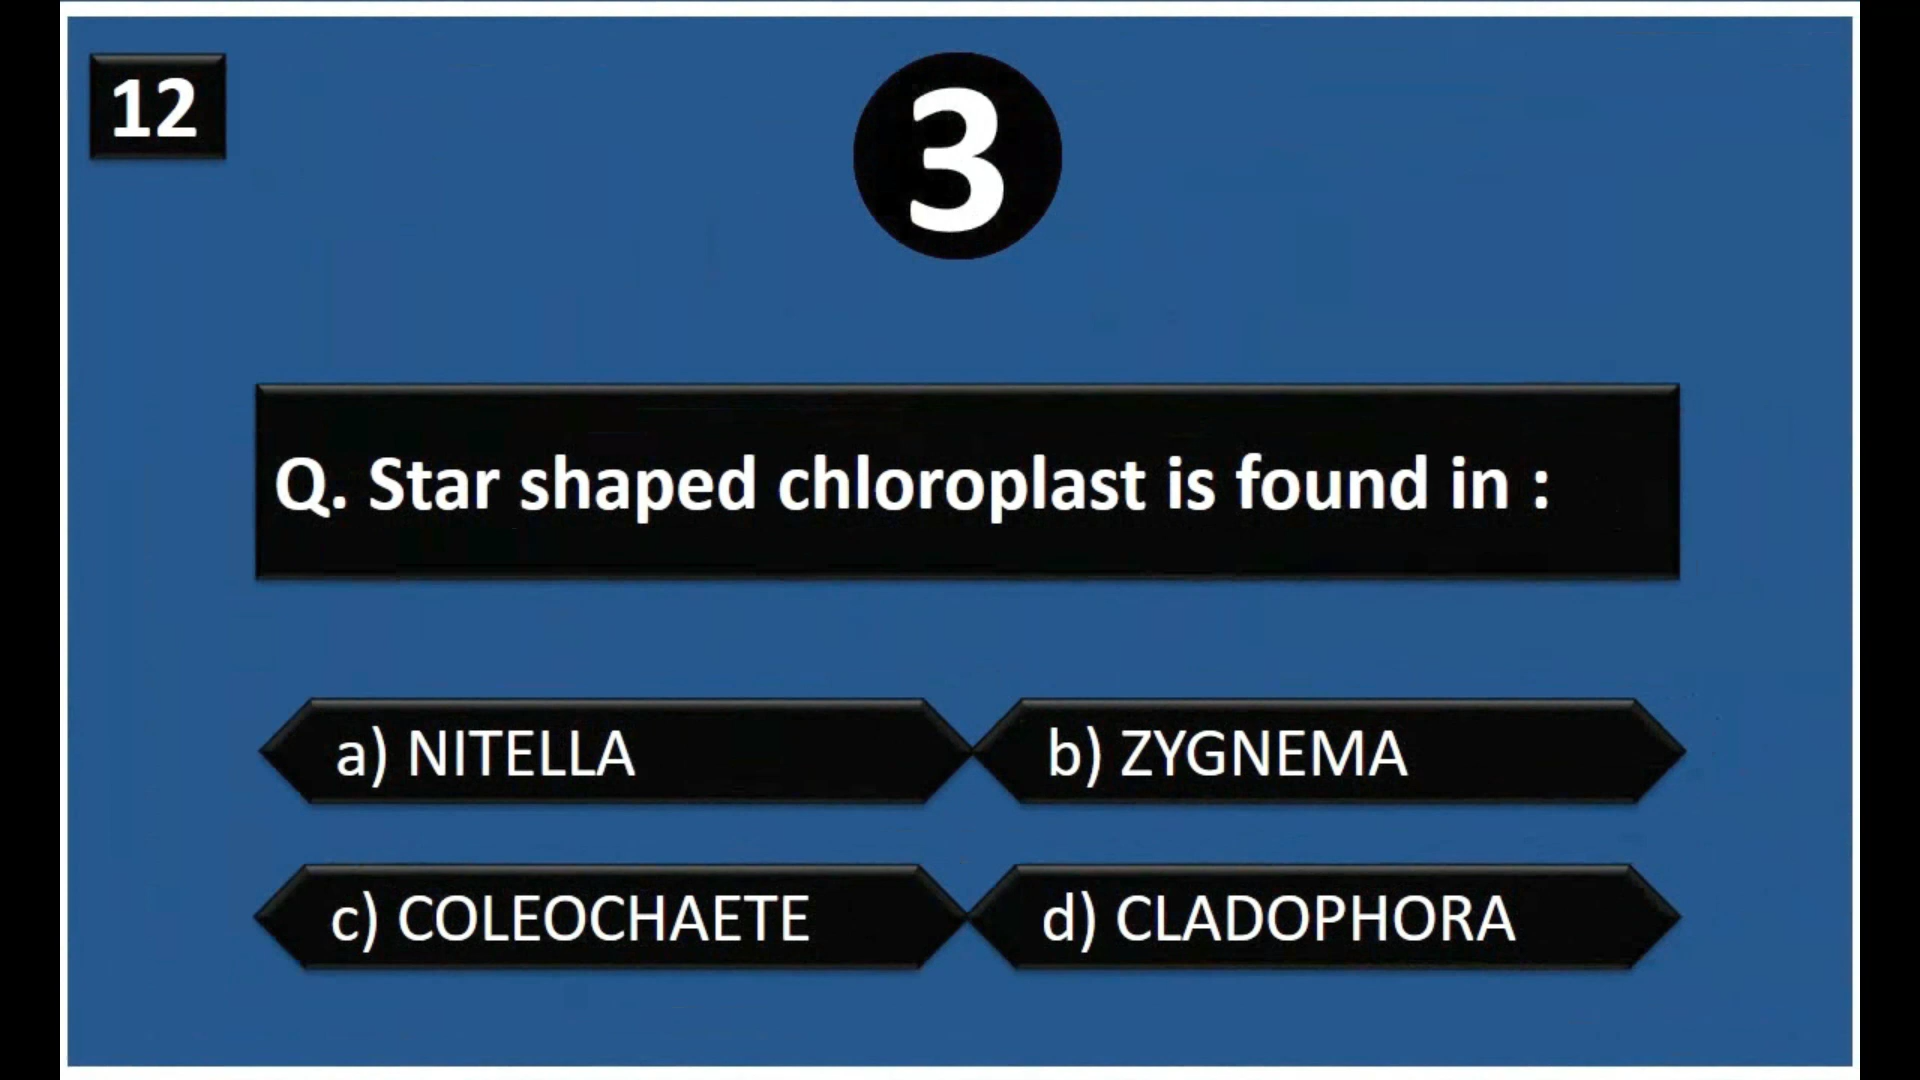 12
3
Q. Star shaped chloroplast is found in :
a) NITELLA
b) ZYGNEMA
c) COLEOCHAETE
d) CLADOPHORA